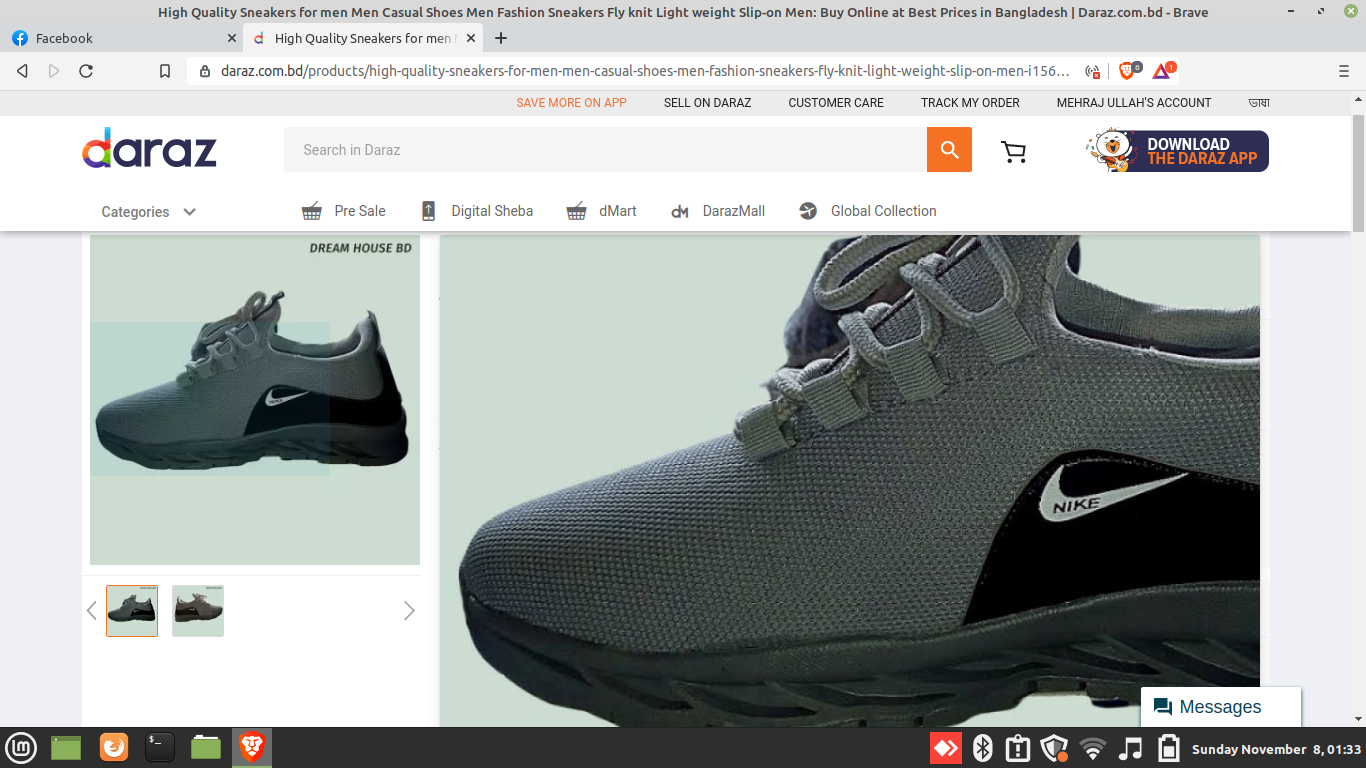 High Quality Sneakers for men Men Casual Shoes Men Fashion Sneakers Fly knit Light weight Slip-on Men: Buy Online at Best Prices in Bangladesh | Daraz.com.bd - Brave
Facebook
High Quality Sneakers for men
daraz.com.bd/products/high-quality-sneakers-for-men-men-casual-shoes-men-fashion-sneakers-fly-knit-light-weight-slip-on-men-i156...
6
1
SAVE MORE ON APP SELL ON DARAZ CUSTOMER CARE TRACK MY ORDER MEHRAJ ULLAH'S ACCOUNT ভাষা
daraz
Search in Daraz
DOWNLOAD
THE DARAZ APP
Categories
Pre Sale Digital Sheba dMart DarazMall Global Collection
DREAM HOUSE BD
NIKE
NIKE
Messages
Sunday November 8, 01:33